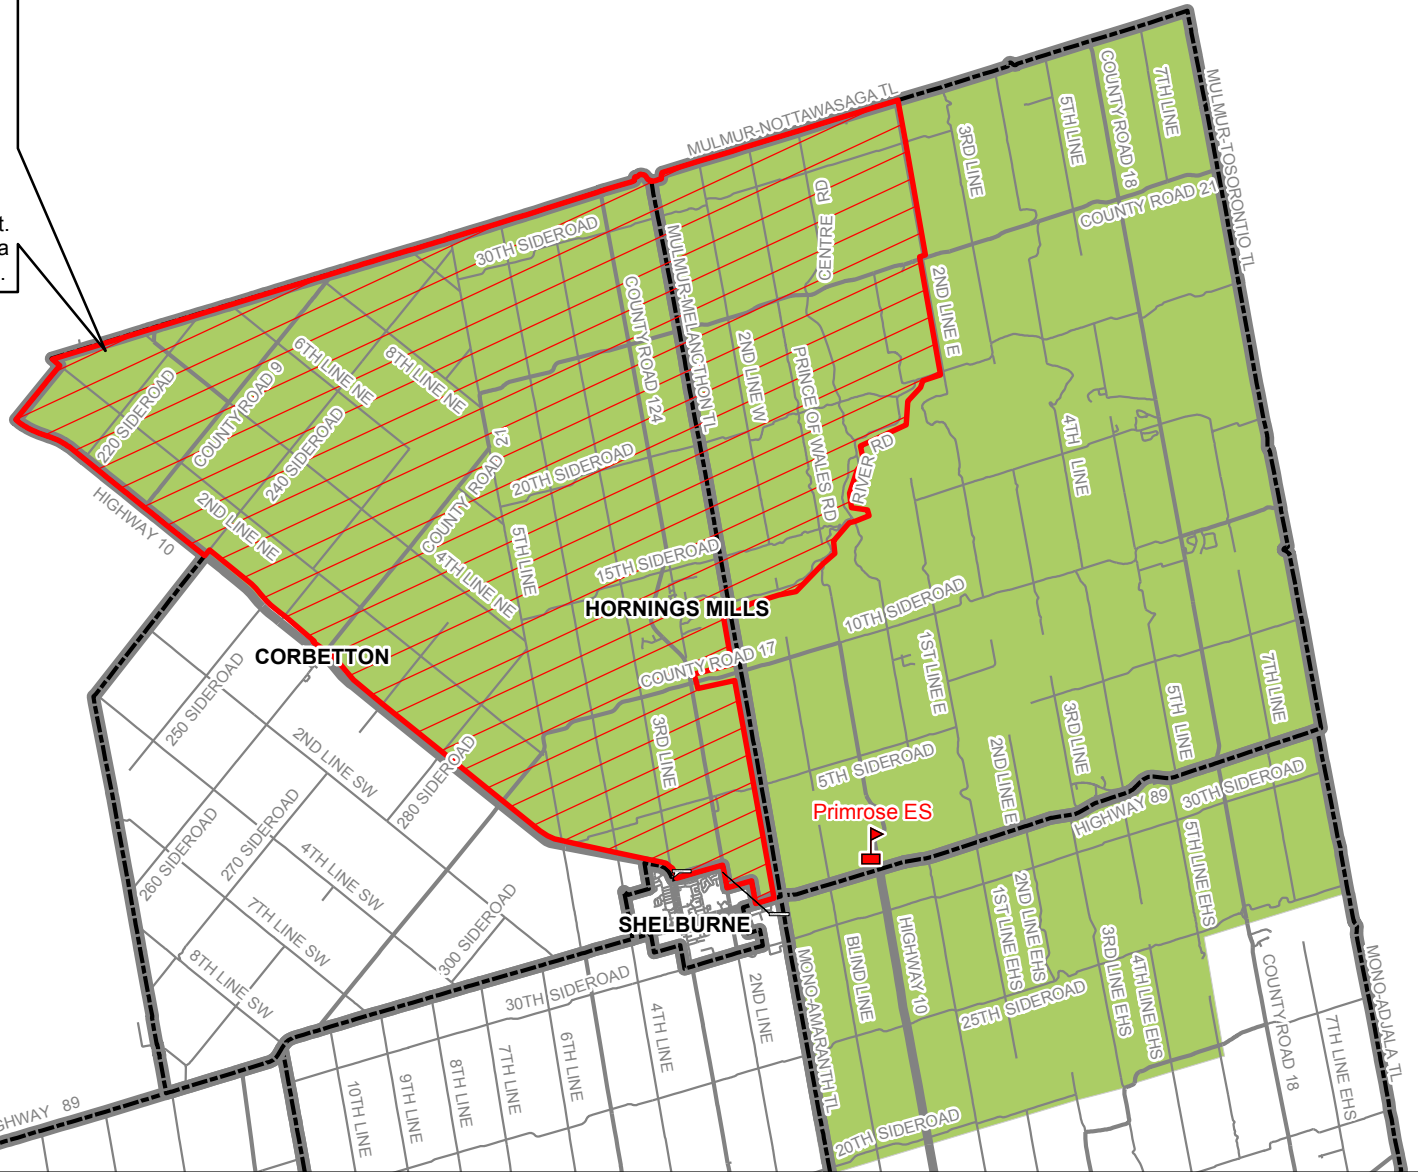 t.
a
.
MULMUR-NOTTAWASAGA TL
MULMUR-TOSORONTIO TL
COUNTY ROAD 18
7TH LINE
5TH LINE
3RD LINE
COUNTY ROAD 21
30TH SIDEROAD
CENTRE RD
MULMUR-MELANCTHON TL
COUNTY ROAD 124
2ND LINE E
2ND LINE W
PRINCE OF WALES RD
6TH LINE NE
8TH LINE NE
220 SIDEROAD
COUNTY ROAD 9
240 SIDEROAD
COUNTY ROAD 21
20TH SIDEROAD
RIVER RD
4TH LINE
HIGHWAY 10
2ND LINE NE
5TH LINE
4TH LINE NE
15TH SIDEROAD
HORNINGS MILLS
10TH SIDEROAD
CORBETTON
COUNTY ROAD 17
1ST LINE E
7TH LINE
5TH LINE
3RD LINE
250 SIDEROAD
2ND LINE SW
280 SIDEROAD
3RD LINE
5TH SIDEROAD
2ND LINE E
Primrose ES
HIGHWAY 89
30TH SIDEROAD
260 SIDEROAD
270 SIDEROAD
4TH LINE SW
5TH LINE EHS
7TH LINE SW
300 SIDEROAD
SHELBURNE
2ND LINE EHS
1ST LINE EHS
8TH LINE SW
30TH SIDEROAD
4TH LINE
2ND LINE
MONO-AMARANTH TL
BLIND LINE
HIGHWAY 10
25TH SIDEROAD
3RD LINE EHS
4TH LINE EHS
COUNTY ROAD 18
7TH LINE EHS
MONO-ADJALA TL
6TH LINE
7TH LINE
8TH LINE
9TH LINE
10TH LINE
GHWAY 89
20TH SIDEROAD